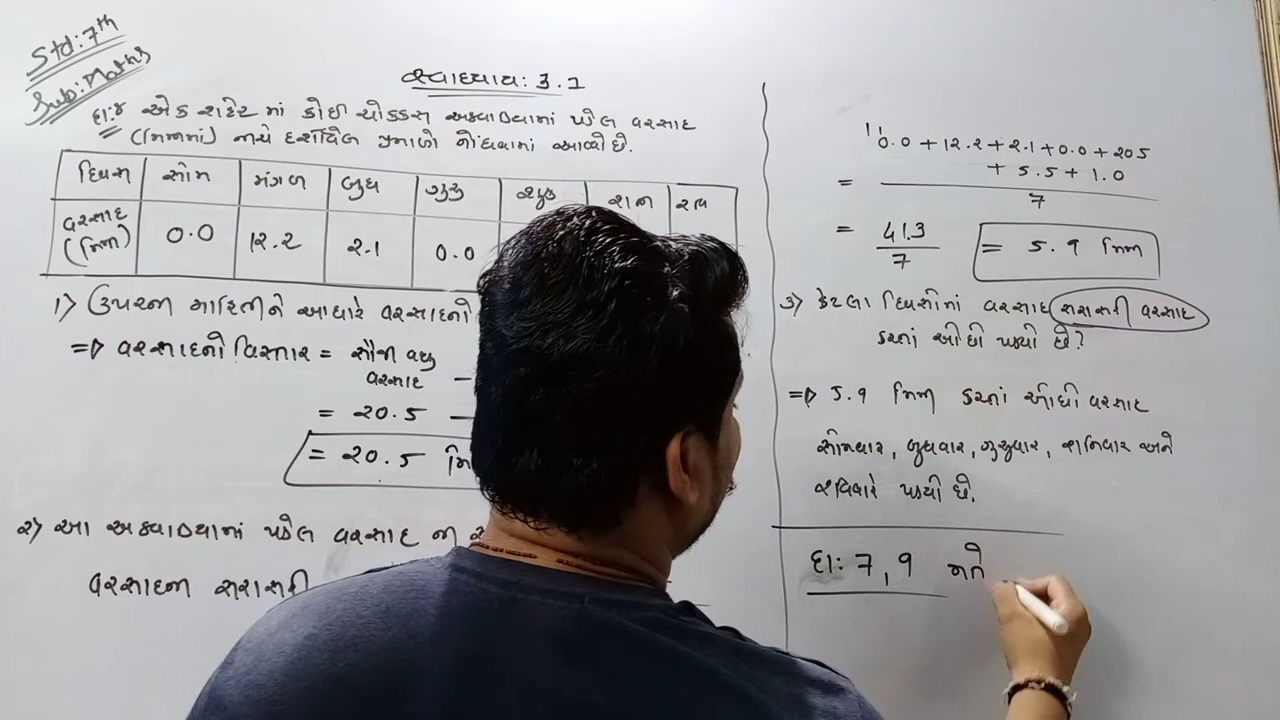 Std: 7th
Sub: Maths
સ્વાધ્યાય: 3.1
દા:૪ એક શહેર માં કોઈ ચોક્કસ અઠવાડિયામાં પડેલ વરસાદ
(મિમિમાં) નીચે દર્શાવેલ પ્રમાણે નોંધવામાં આવ્યો છે.
દિવસ સોમ મંગળ બુધ ગુરુ શુક્ર શનિ રવિ
વરસાદ (મિમિ) 0.0 12.2 2.1 0.0
1) ઉપરની માહિતીને આધારે વરસાદનો
=> વરસાદનો વિસ્તાર = સૌથી વધુ
વરસાદ –
= 20.5 –
= 20.5 મિ
૨) આ અઠવાડિયામાં પડેલ વરસાદ ની
વરસાદની સરાસરી
0.0 + 12.2 + 2.1 + 0.0 + 205
+ 5.5 + 1.0
=
7
= 41.3
7
= 5.9 મિમિ
૩) કેટલા દિવસોમાં વરસાદ સરાસરી વરસાદ
કરતાં ઓછો પડ્યો છે?
=> 5.9 મિમિ કરતાં ઓછો વરસાદ
સોમવાર, બુધવાર, ગુરુવાર, શનિવાર અને
રવિવારે પડ્યો છે.
દા: 7, 9